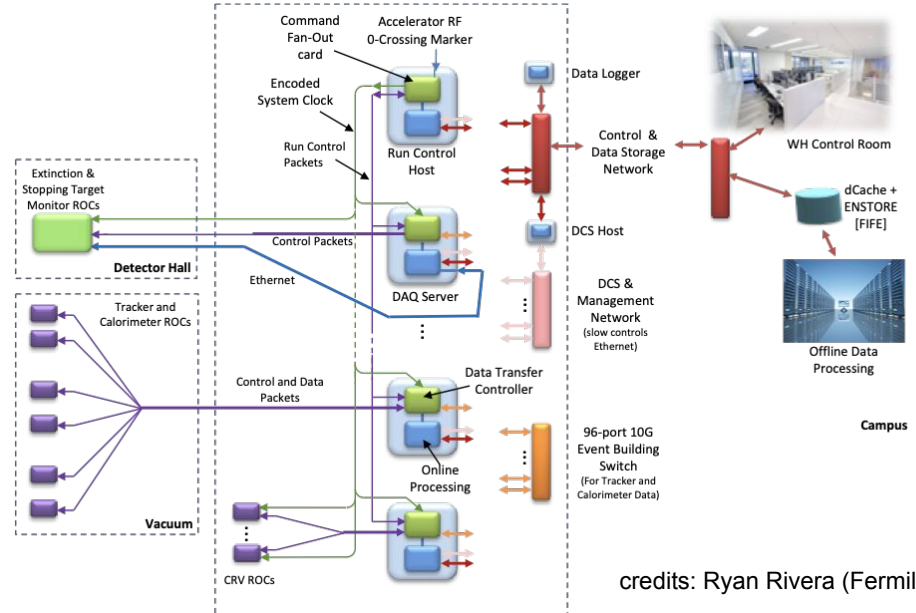 Command
Fan-Out
card
Accelerator RF
0-Crossing Marker
Encoded
System Clock
Run Control
Packets
Run Control
Host
Data Logger
Control &
Data Storage
Network
WH Control Room
dCache +
ENSTORE
[FIFE]
Offline Data
Processing
Campus
Extinction &
Stopping Target
Monitor ROCs
Detector Hall
Control Packets
Ethernet
DAQ Server
DCS Host
DCS &
Management
Network
(slow controls
Ethernet)
Tracker and
Calorimeter ROCs
Vacuum
Control and Data
Packets
Data Transfer
Controller
Online
Processing
96-port 10G
Event Building
Switch
(For Tracker and
Calorimeter Data)
CRV ROCs
credits: Ryan Rivera (Fermil